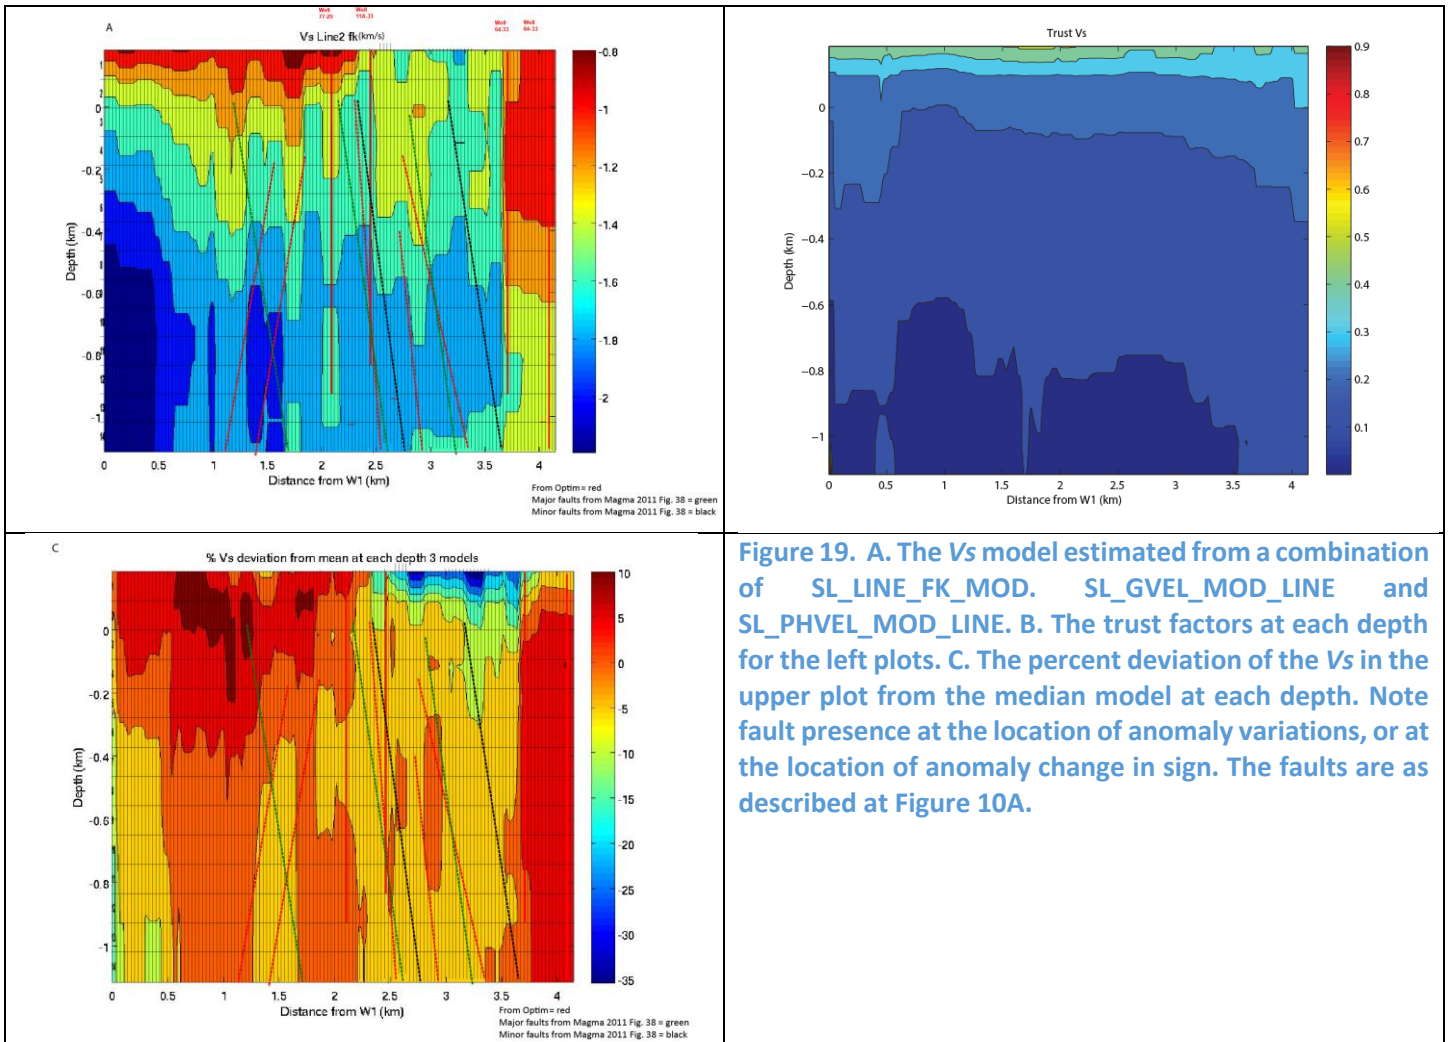 A
Well 77-29
Well 11A-33
Well 64-33
Well 84-33
Vs Line2 fk(km/s)
Depth (km)
0
-0.2
-0.4
-0.6
-0.8
-1
0 0.5 1 1.5 2 2.5 3 3.5 4
Distance from W1 (km)
-0.8
-1
-1.2
-1.4
-1.6
-1.8
-2
From Optim= red
Major faults from Magma 2011 Fig. 38 = green
Minor faults from Magma 2011 Fig. 38 = black
Trust Vs
Depth (km)
0
−0.2
−0.4
−0.6
−0.8
−1
0 0.5 1 1.5 2 2.5 3 3.5 4
Distance from W1 (km)
0.9
0.8
0.7
0.6
0.5
0.4
0.3
0.2
0.1
C
% Vs deviation from mean at each depth 3 models
Depth (km)
0
-0.2
-0.4
-0.6
-0.8
-1
0 0.5 1 1.5 2 2.5 3 3.5 4
Distance from W1 (km)
10
5
0
-5
-10
-15
-20
-25
-30
-35
From Optim= red
Major faults from Magma 2011 Fig. 38 = green
Minor faults from Magma 2011 Fig. 38 = black
Figure 19. A. The Vs model estimated from a combination
of SL_LINE_FK_MOD. SL_GVEL_MOD_LINE and
SL_PHVEL_MOD_LINE. B. The trust factors at each depth
for the left plots. C. The percent deviation of the Vs in the
upper plot from the median model at each depth. Note
fault presence at the location of anomaly variations, or at
the location of anomaly change in sign. The faults are as
described at Figure 10A.